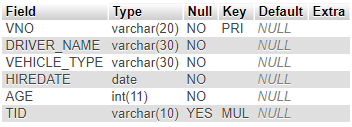 Field Type Null Key Default Extra
VNO varchar(20) NO PRI NULL
DRIVER_NAME varchar(30) NO NULL
VEHICLE_TYPE varchar(30) NO NULL
HIREDATE date NO NULL
AGE int(11) NO NULL
TID varchar(10) YES MUL NULL